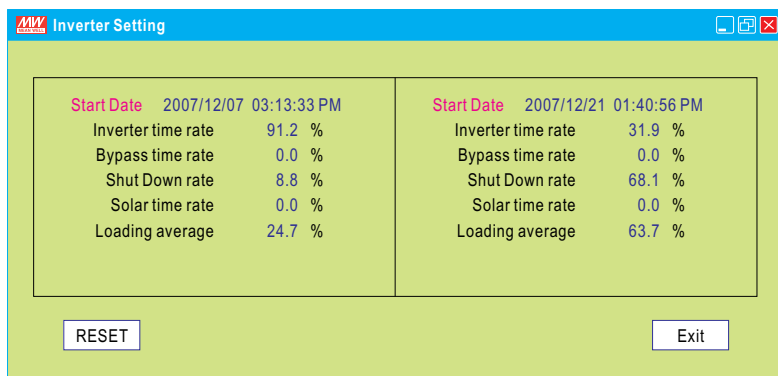 MW MEAN WELL Inverter Setting
Start Date 2007/12/07 03:13:33 PM
Inverter time rate 91.2 %
Bypass time rate 0.0 %
Shut Down rate 8.8 %
Solar time rate 0.0 %
Loading average 24.7 %
Start Date 2007/12/21 01:40:56 PM
Inverter time rate 31.9 %
Bypass time rate 0.0 %
Shut Down rate 68.1 %
Solar time rate 0.0 %
Loading average 63.7 %
RESET
Exit